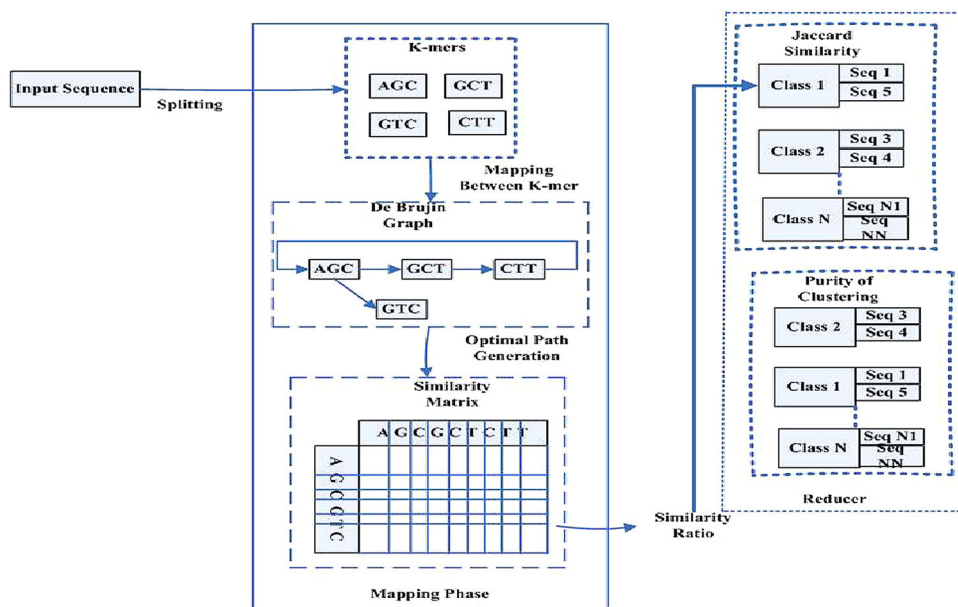 Input Sequence
Splitting
K-mers
AGC
GCT
GTC
CTT
Mapping
Between K-mer
De Brujin
Graph
AGC
GCT
CTT
GTC
Optimal Path
Generation
Similarity
Matrix
A G C G C T C T T
A G C G T C
Mapping Phase
Similarity
Ratio
Jaccard
Similarity
Class 1
Seq 1
Seq 5
Class 2
Seq 3
Seq 4
Class N
Seq N1
Seq
NN
Purity of
Clustering
Class 2
Seq 3
Seq 4
Class 1
Seq 1
Seq 5
Class N
Seq N1
Seq
NN
Reducer